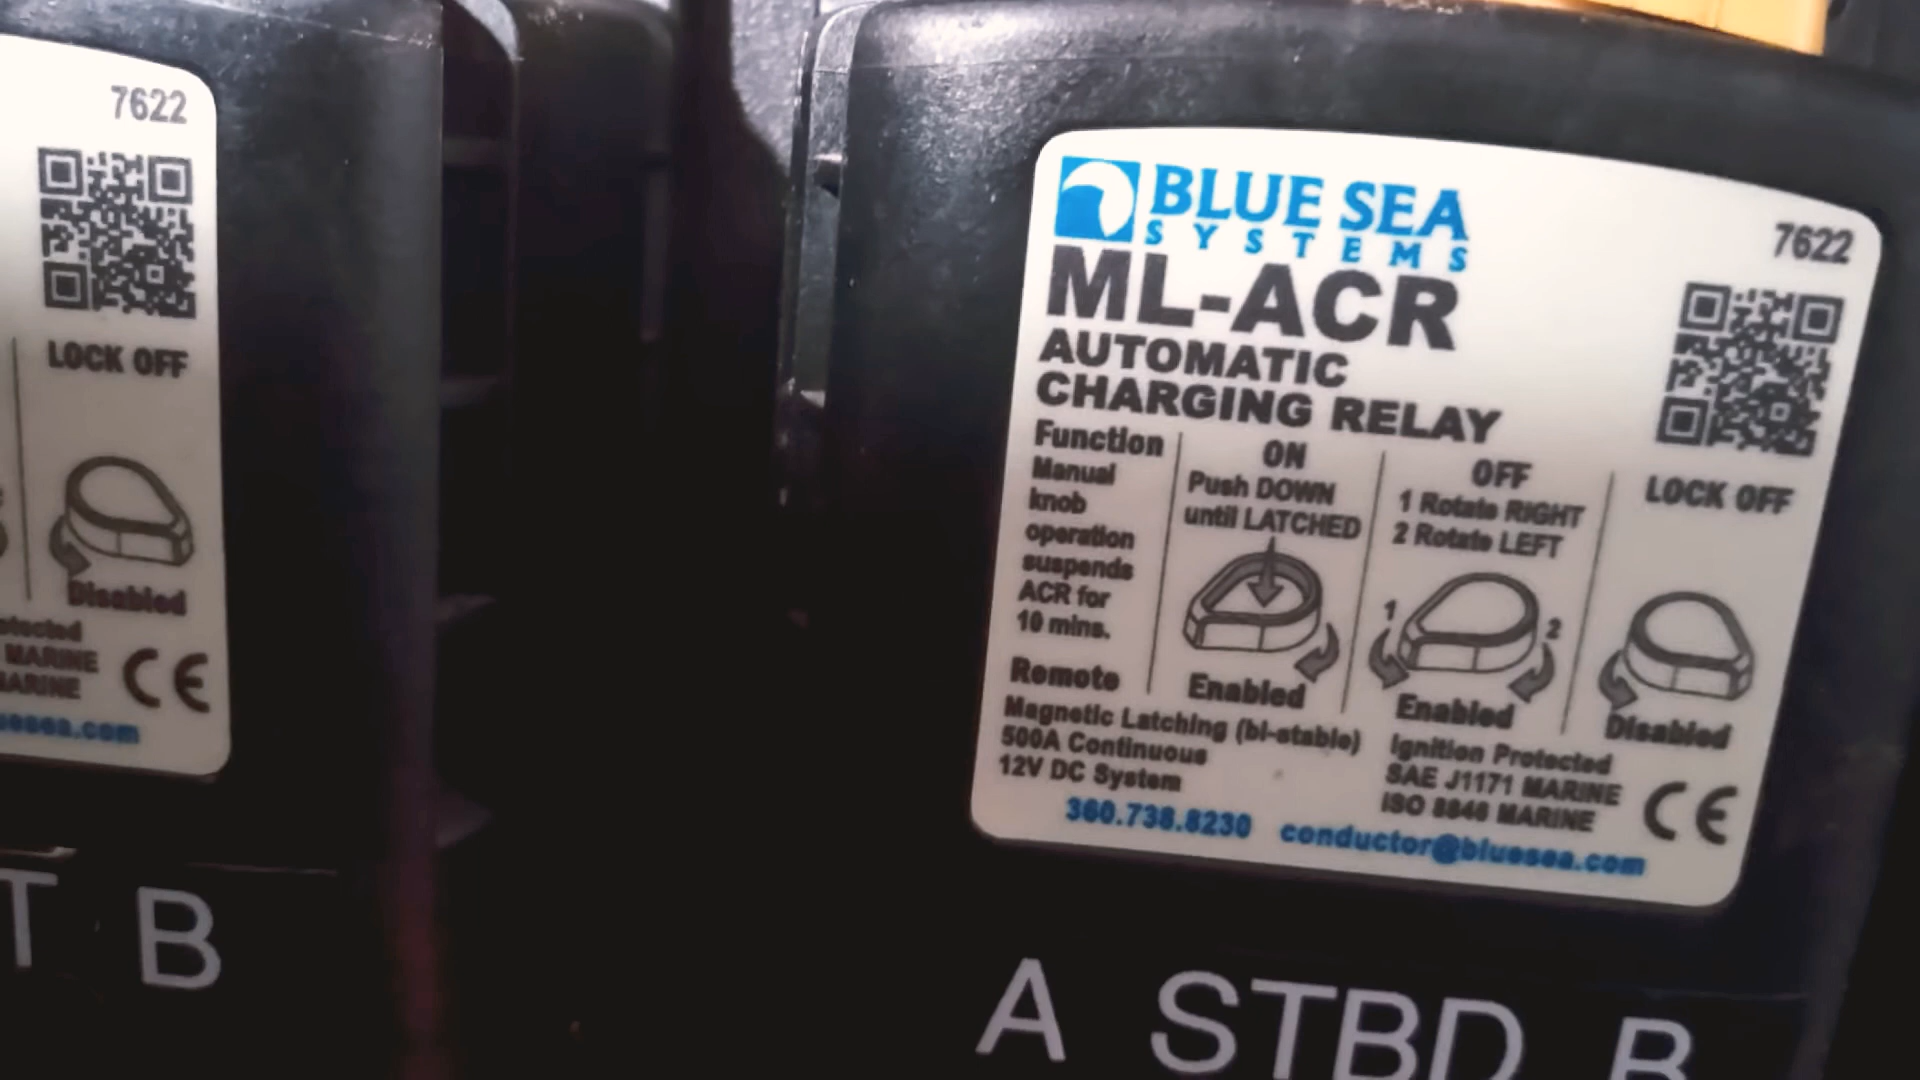 7622
LOCK OFF
Disabled
MARINE
CE
T B
BLUE SEA
SYSTEMS
7622
ML-ACR
AUTOMATIC
CHARGING RELAY
Function
Manual
knob
operation
suspends
ACR for
10 mins.
Remote
ON
Push DOWN
until LATCHED
Enabled
OFF
1 Rotate RIGHT
2 Rotate LEFT
1 2
Enabled
LOCK OFF
Disabled
Magnetic Latching (bi-stable)
500A Continuous
12V DC System
Ignition Protected
SAE J1171 MARINE
ISO 8846 MARINE
CE
360.738.8230 conductor@bluesea.com
A STBD B